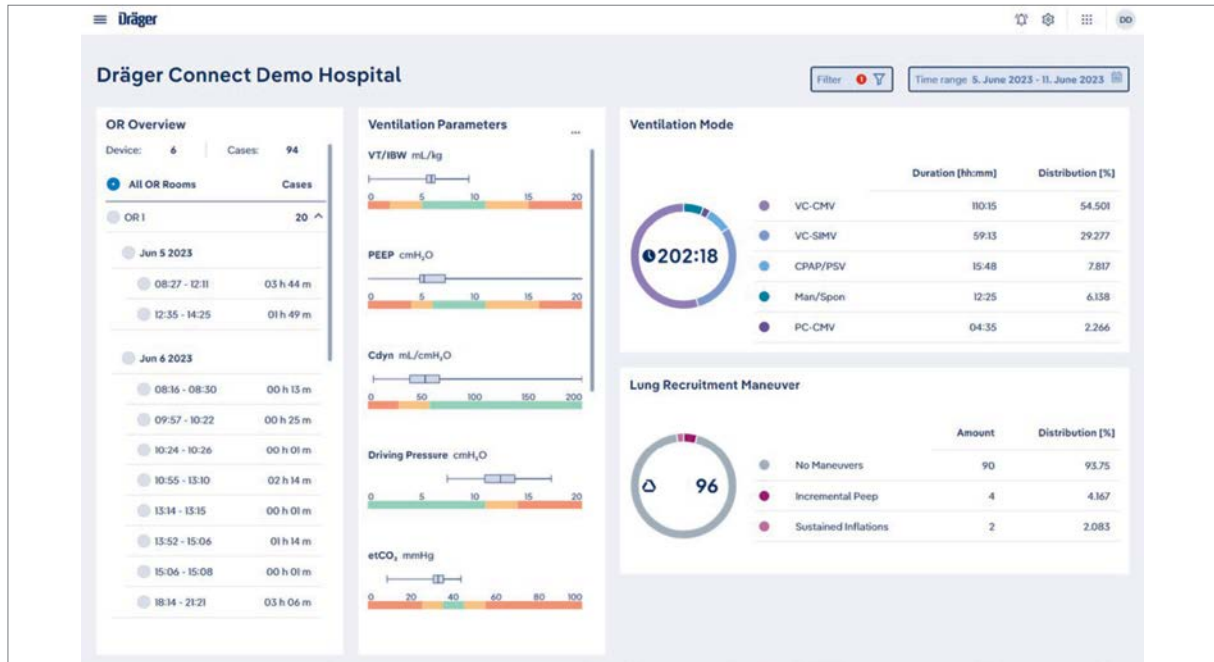 Dräger
DD
Dräger Connect Demo Hospital
Filter 1
Time range 5. June 2023 - 11. June 2023
OR Overview
Device: 6 Cases: 94
All OR Rooms Cases
OR 1 20
Jun 5 2023
08:27 - 12:11 03 h 44 m
12:35 - 14:25 01 h 49 m
Jun 6 2023
08:16 - 08:30 00 h 13 m
09:57 - 10:22 00 h 25 m
10:24 - 10:26 00 h 01 m
10:55 - 13:10 02 h 14 m
13:14 - 13:15 00 h 01 m
13:52 - 15:06 01 h 14 m
15:06 - 15:08 00 h 01 m
18:14 - 21:21 03 h 06 m
Ventilation Parameters ...
VT/IBW mL/kg
0 5 10 15 20
PEEP cmH₂O
0 5 10 15 20
Cdyn mL/cmH₂O
0 50 100 150 200
Driving Pressure cmH₂O
0 5 10 15 20
etCO₂ mmHg
0 20 40 60 80 100
Ventilation Mode
202:18
Duration [hh:mm] Distribution [%]
VC-CMV 110:15 54.501
VC-SIMV 59:13 29.277
CPAP/PSV 15:48 7.817
Man/Spon 12:25 6.138
PC-CMV 04:35 2.266
Lung Recruitment Maneuver
96
Amount Distribution [%]
No Maneuvers 90 93.75
Incremental Peep 4 4.167
Sustained Inflations 2 2.083